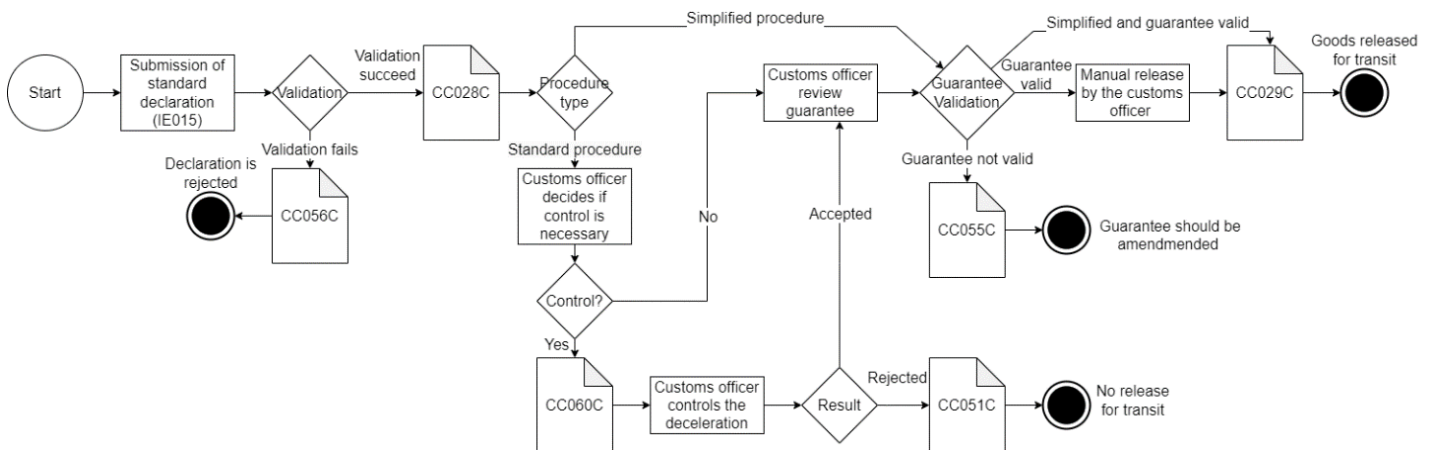 Simplified procedure
Simplified and guarantee valid
Goods released
for transit
Start
Submission of
standard
declaration
(IE015)
Validation
Validation
succeed
CC028C
Procedure
type
Customs officer
review
guarantee
Guarantee
Validation
Guarantee
valid
Manual release
by the customs
officer
CC029C
Validation fails
Declaration is
rejected
CC056C
Standard procedure
Customs officer
decides if
control is
necessary
No
Accepted
Guarantee not valid
CC055C
Guarantee should be
amendmended
Control?
Yes
CC060C
Customs officer
controls the
deceleration
Result
Rejected
CC051C
No release
for transit